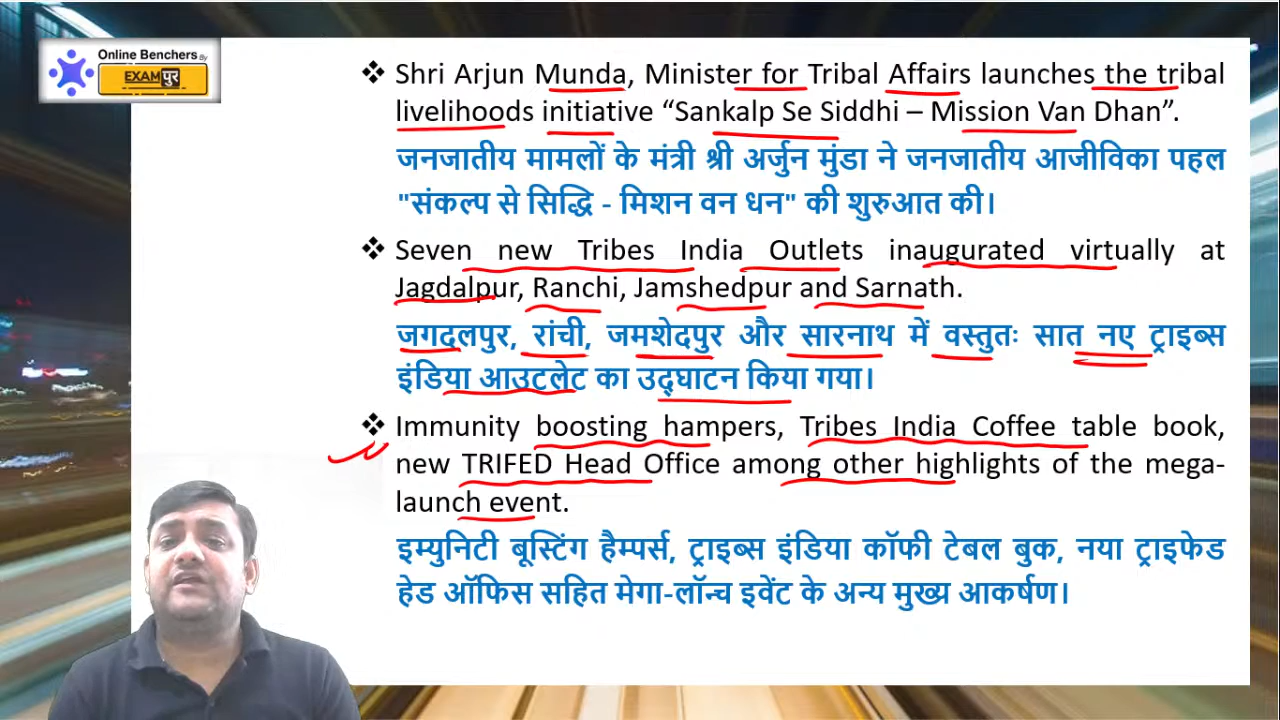 Online Benchers By
EXAMपुर
❖ Shri Arjun Munda, Minister for Tribal Affairs launches the tribal
livelihoods initiative “Sankalp Se Siddhi – Mission Van Dhan”.
जनजातीय मामलों के मंत्री श्री अर्जुन मुंडा ने जनजातीय आजीविका पहल
"संकल्प से सिद्धि - मिशन वन धन" की शुरुआत की।
❖ Seven new Tribes India Outlets inaugurated virtually at
Jagdalpur, Ranchi, Jamshedpur and Sarnath.
जगदलपुर, रांची, जमशेदपुर और सारनाथ में वस्तुतः सात नए ट्राइब्स
इंडिया आउटलेट का उद्घाटन किया गया।
❖ Immunity boosting hampers, Tribes India Coffee table book,
new TRIFED Head Office among other highlights of the mega-
launch event.
इम्युनिटी बूस्टिंग हैम्पर्स, ट्राइब्स इंडिया कॉफी टेबल बुक, नया ट्राइफेड
हेड ऑफिस सहित मेगा-लॉन्च इवेंट के अन्य मुख्य आकर्षण।